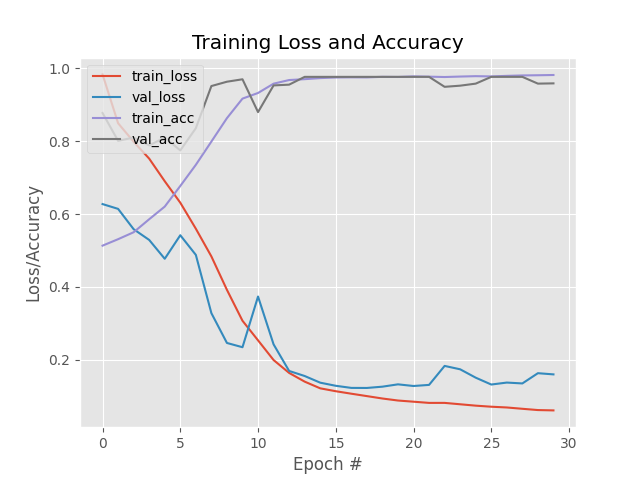 Training Loss and Accuracy
train_loss
val_loss
train_acc
val_acc
1.0
0.8
0.6
0.4
0.2
Loss/Accuracy
0 5 10 15 20 25 30
Epoch #